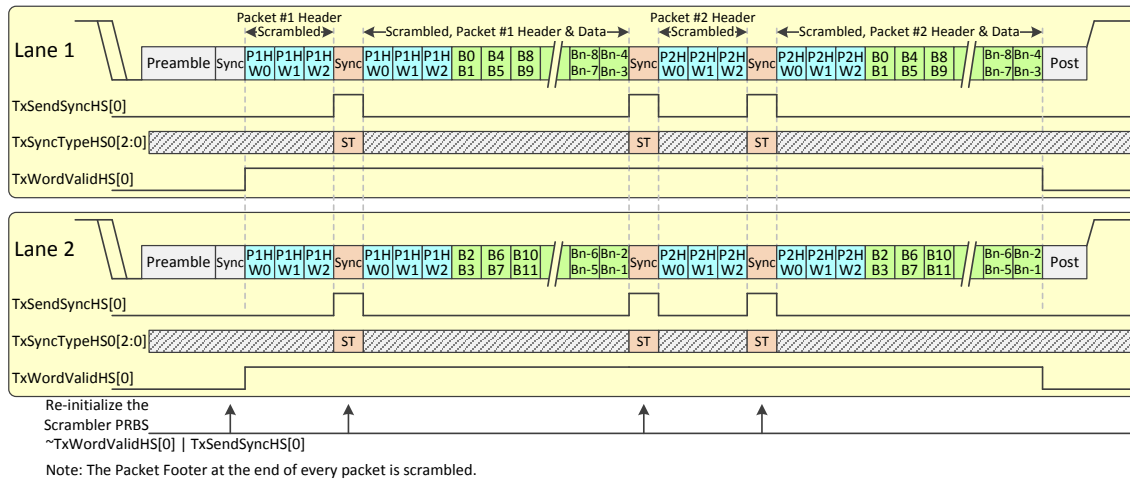 Packet #1 Header
Scrambled
Scrambled, Packet #1 Header & Data
Packet #2 Header
Scrambled
Scrambled, Packet #2 Header & Data
Lane 1
Preamble Sync P1H P1H P1H Sync P1H P1H P1H B0 B4 B8 Bn-8 Bn-4 Sync P2H P2H P2H Sync P2H P2H P2H B0 B4 B8 Bn-8 Bn-4 Post
W0 W1 W2 W0 W1 W2 B1 B5 B9 Bn-7 Bn-3 W0 W1 W2 W0 W1 W2 B1 B5 B9 Bn-7 Bn-3
TxSendSyncHS[0]
TxSyncTypeHS0[2:0] ST ST ST
TxWordValidHS[0]
Lane 2
Preamble Sync P1H P1H P1H Sync P1H P1H P1H B2 B6 B10 Bn-6 Bn-2 Sync P2H P2H P2H Sync P2H P2H P2H B2 B6 B10 Bn-6 Bn-2 Post
W0 W1 W2 W0 W1 W2 B3 B7 B11 Bn-5 Bn-1 W0 W1 W2 W0 W1 W2 B3 B7 B11 Bn-5 Bn-1
TxSendSyncHS[0]
TxSyncTypeHS0[2:0] ST ST ST
TxWordValidHS[0]
Re-initialize the
Scrambler PRBS
~TxWordValidHS[0] | TxSendSyncHS[0]
Note: The Packet Footer at the end of every packet is scrambled.